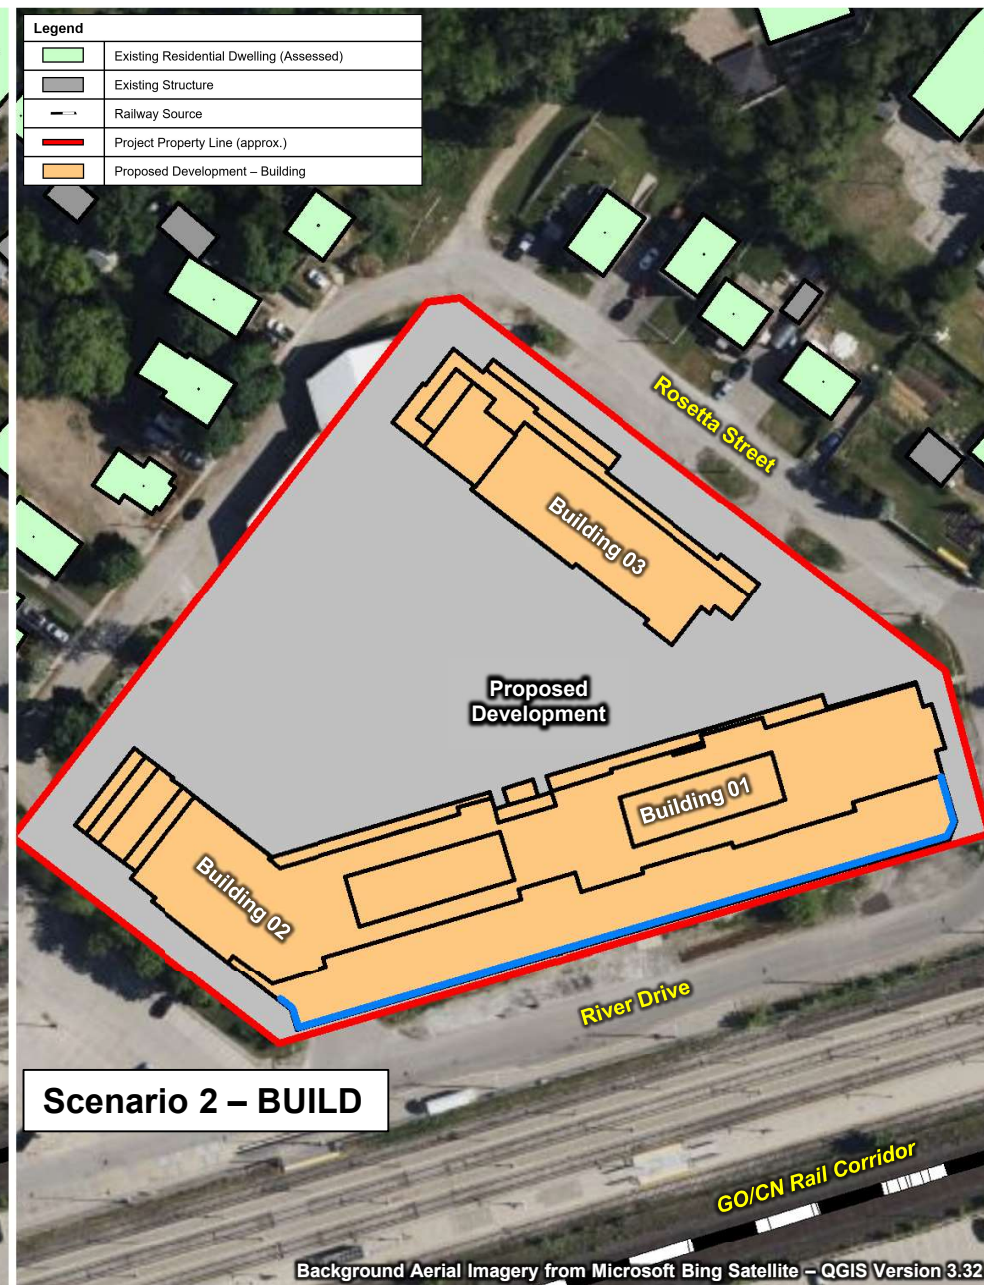 Legend
Existing Residential Dwelling (Assessed)
Existing Structure
Railway Source
Project Property Line (approx.)
Proposed Development – Building
Rosetta Street
Building 03
Proposed
Development
Building 01
Building 02
River Drive
Scenario 2 – BUILD
GO/CN Rail Corridor
Background Aerial Imagery from Microsoft Bing Satellite – QGIS Version 3.32